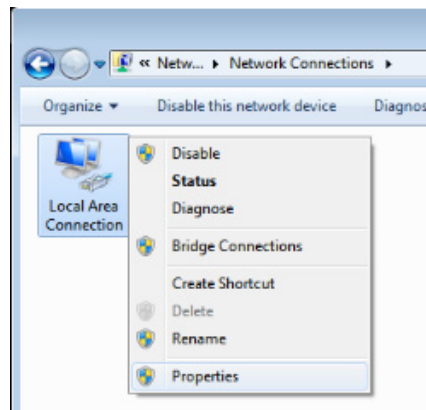 « Netw... ▸ Network Connections ▸
Organize ▾ Disable this network device Diagnos
Local Area
Connection
Disable
Status
Diagnose
Bridge Connections
Create Shortcut
Delete
Rename
Properties